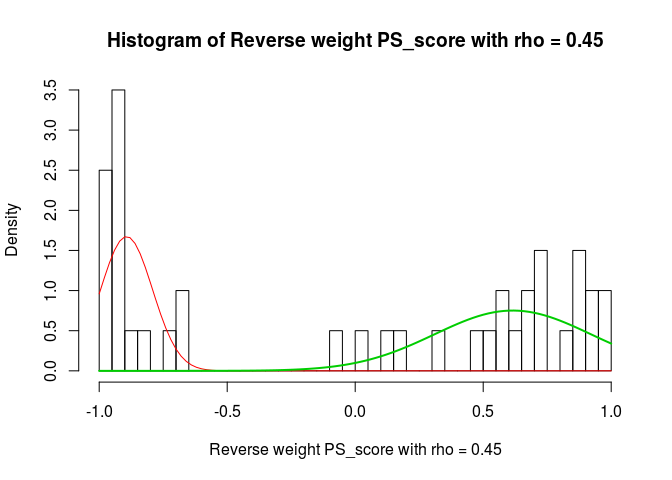 Histogram of Reverse weight PS_score with rho = 0.45
Density
3.5
3.0
2.5
2.0
1.5
1.0
0.5
0.0
-1.0 -0.5 0.0 0.5 1.0
Reverse weight PS_score with rho = 0.45